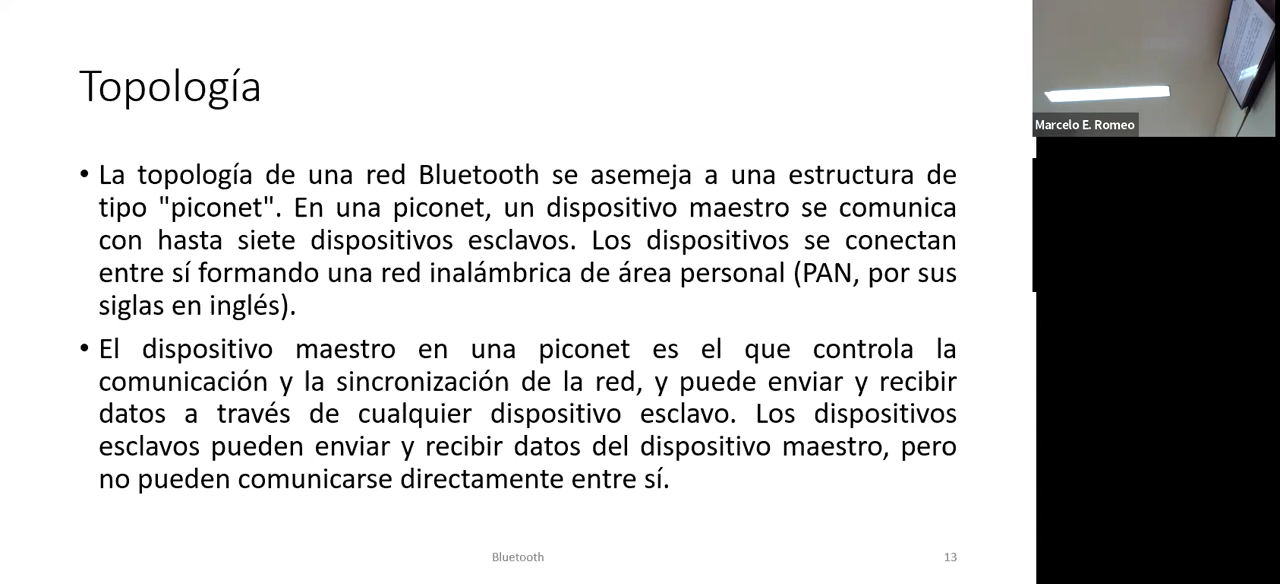 Topología
• La topología de una red Bluetooth se asemeja a una estructura de
tipo "piconet". En una piconet, un dispositivo maestro se comunica
con hasta siete dispositivos esclavos. Los dispositivos se conectan
entre sí formando una red inalámbrica de área personal (PAN, por sus
siglas en inglés).
• El dispositivo maestro en una piconet es el que controla la
comunicación y la sincronización de la red, y puede enviar y recibir
datos a través de cualquier dispositivo esclavo. Los dispositivos
esclavos pueden enviar y recibir datos del dispositivo maestro, pero
no pueden comunicarse directamente entre sí.
Bluetooth
13
Marcelo E. Romeo